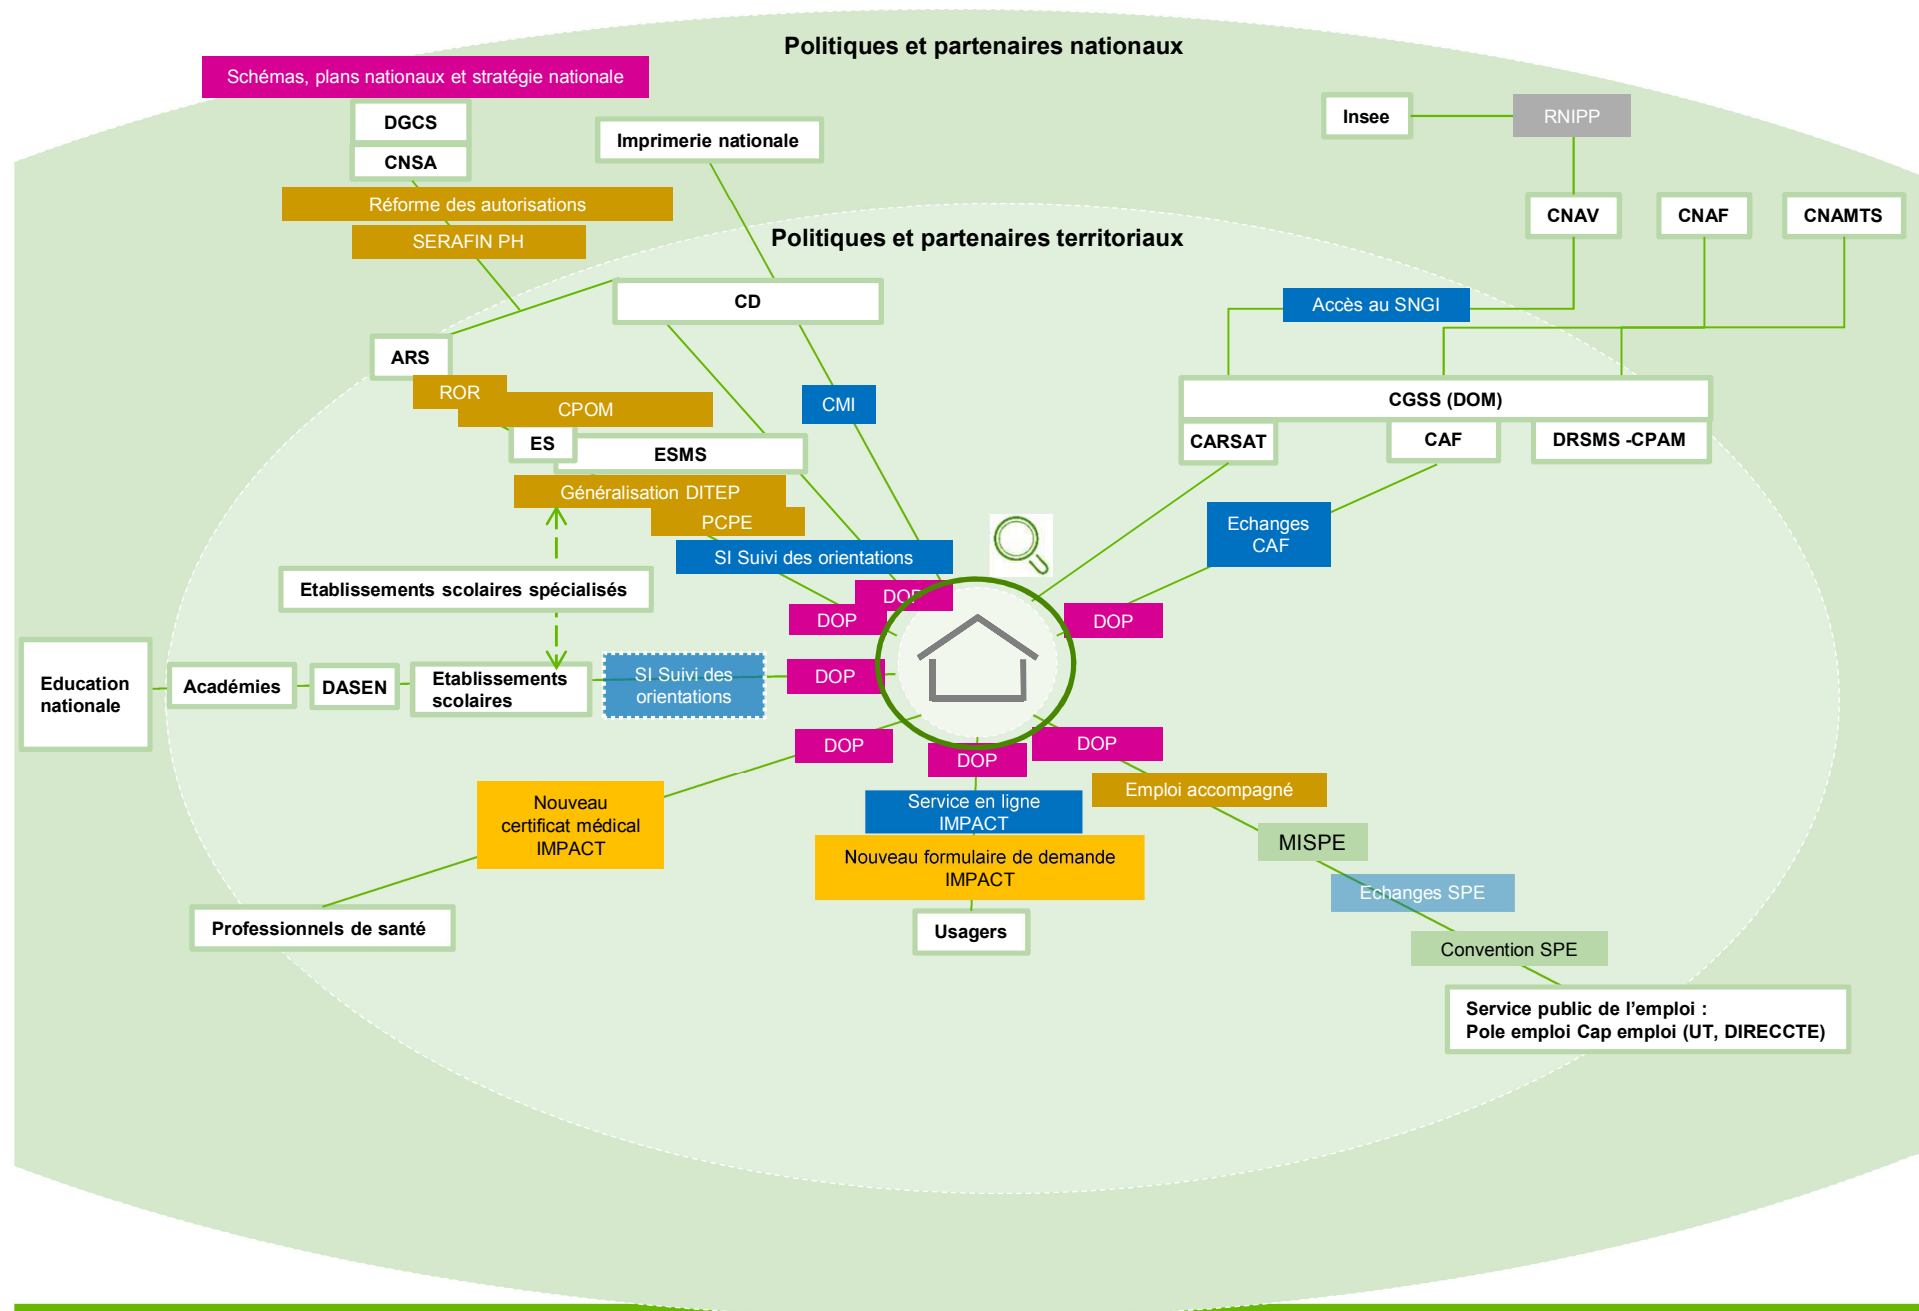 Politiques et partenaires nationaux
Schémas, plans nationaux et stratégie nationale
DGCS
CNSA
Imprimerie nationale
Insee
RNIPP
Réforme des autorisations
SERAFIN PH
CNAV
CNAF
CNAMTS
Politiques et partenaires territoriaux
CD
Accès au SNGI
ARS
ROR
CPOM
CMI
CGSS (DOM)
CARSAT
CAF
DRSMS -CPAM
ES
ESMS
Généralisation DITEP
PCPE
SI Suivi des orientations
Echanges
CAF
Etablissements scolaires spécialisés
DOP
DOP
DOP
Education
nationale
Académies
DASEN
Etablissements
scolaires
SI Suivi des
orientations
DOP
DOP
DOP
DOP
Nouveau
certificat médical
IMPACT
Service en ligne
IMPACT
Nouveau formulaire de demande
IMPACT
Emploi accompagné
MISPE
Echanges SPE
Convention SPE
Professionnels de santé
Usagers
Service public de l’emploi :
Pole emploi Cap emploi (UT, DIRECCTE)